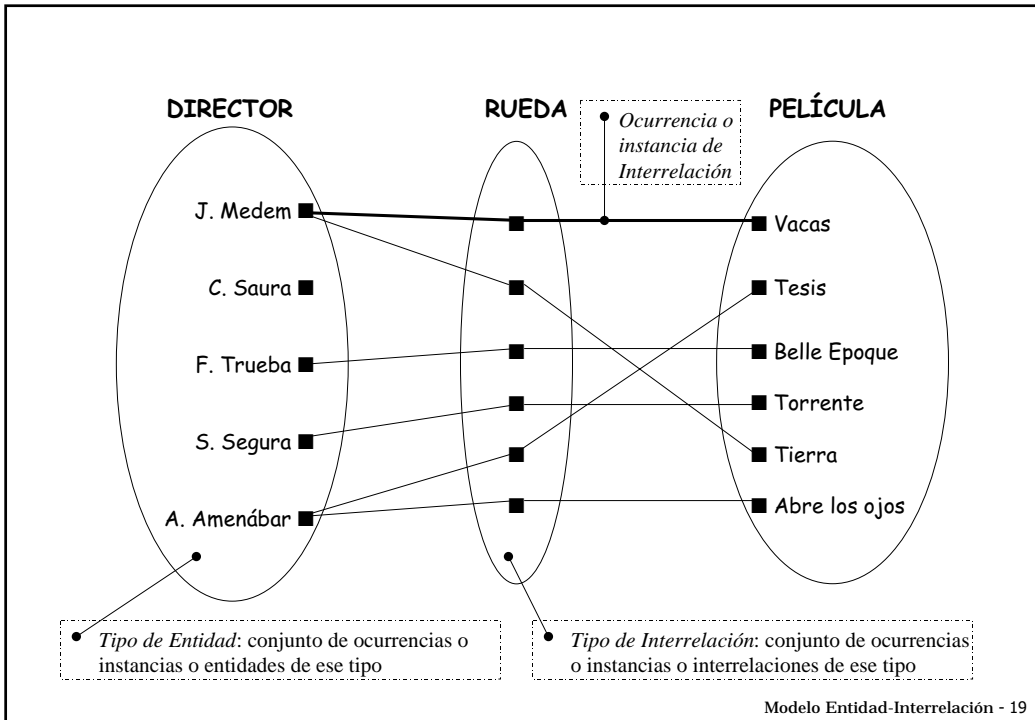 DIRECTOR
RUEDA
PELÍCULA
Ocurrencia o
instancia de
Interrelación
J. Medem
C. Saura
F. Trueba
S. Segura
A. Amenábar
Vacas
Tesis
Belle Epoque
Torrente
Tierra
Abre los ojos
Tipo de Entidad: conjunto de ocurrencias o
instancias o entidades de ese tipo
Tipo de Interrelación: conjunto de ocurrencias
o instancias o interrelaciones de ese tipo
Modelo Entidad-Interrelación - 19